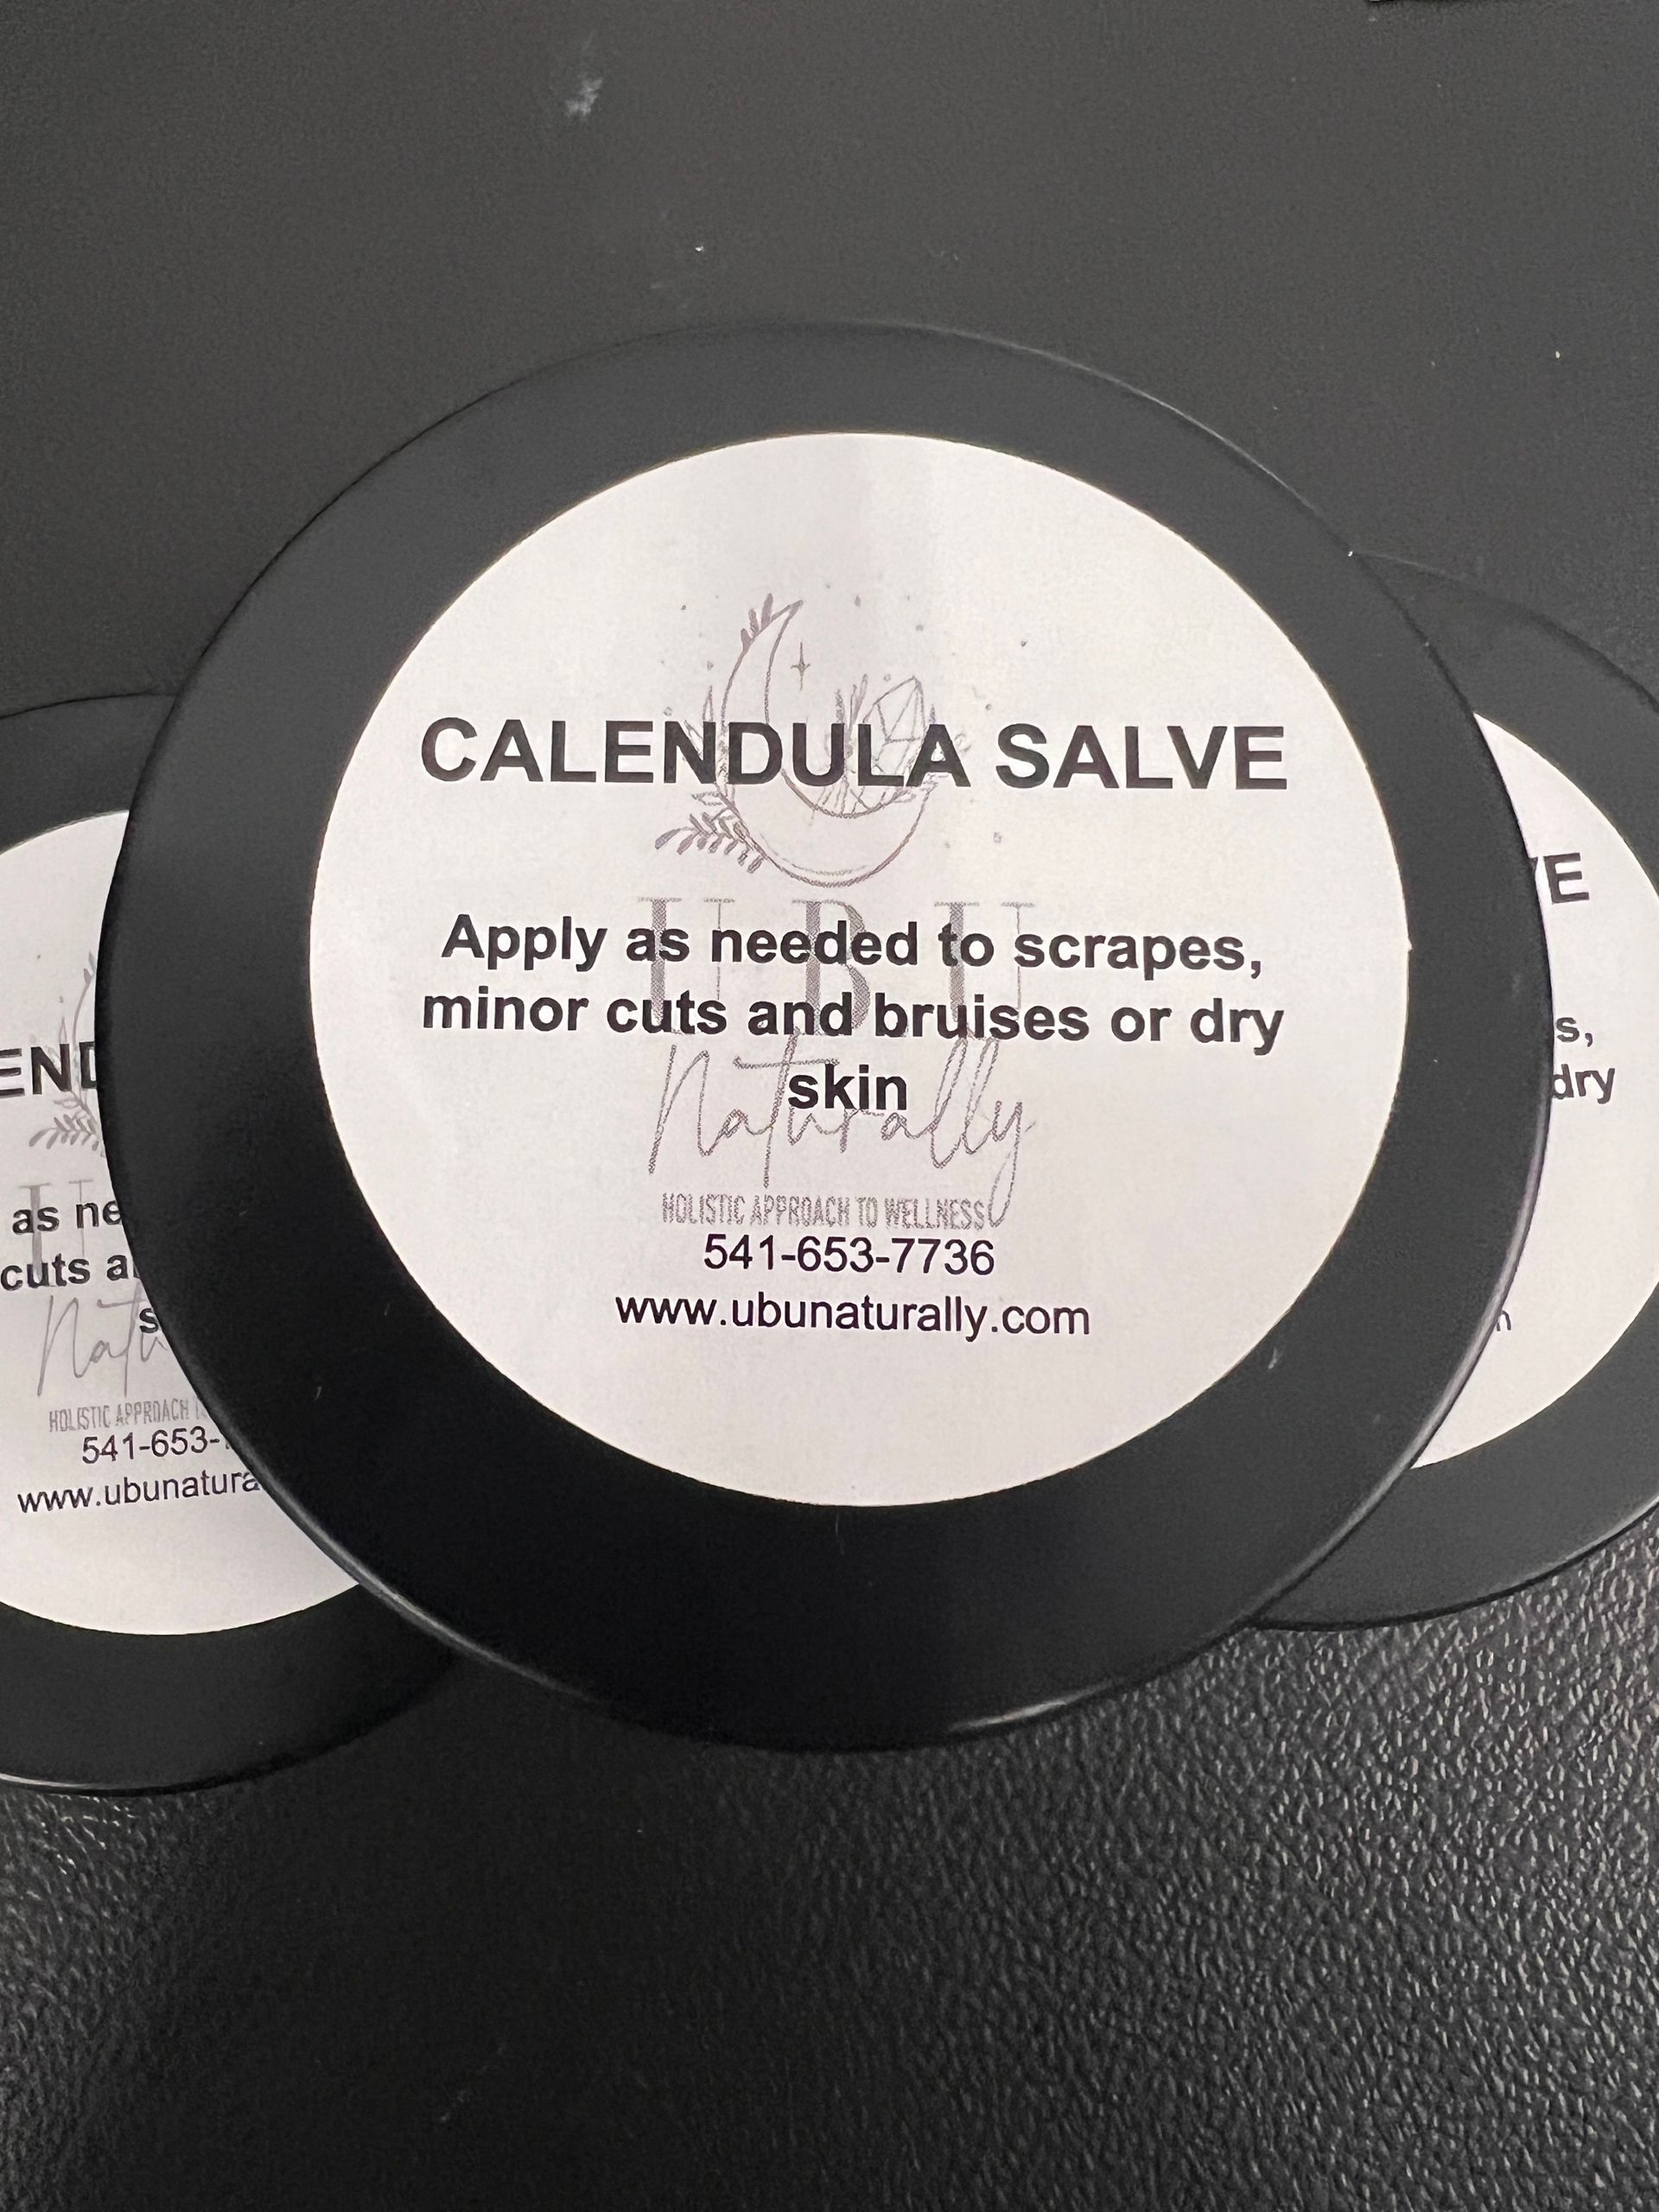 CALENDULA SALVE
U B U
Apply as needed to scrapes,
minor cuts and bruises or dry
skin
Naturally
HOLISTIC APPROACH TO WELLNESS
541-653-7736
www.ubunaturally.com
END
as ne
cuts a
s
Natu
HOLISTIC APPROACH
541-653-
www.ubunatura
VE
s,
dry
m